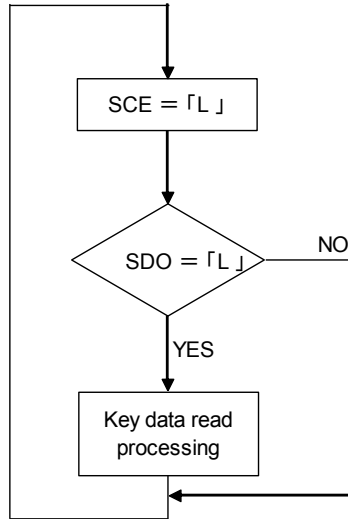 SCE = ｢L｣
SDO = ｢L｣
NO
YES
Key data read
processing